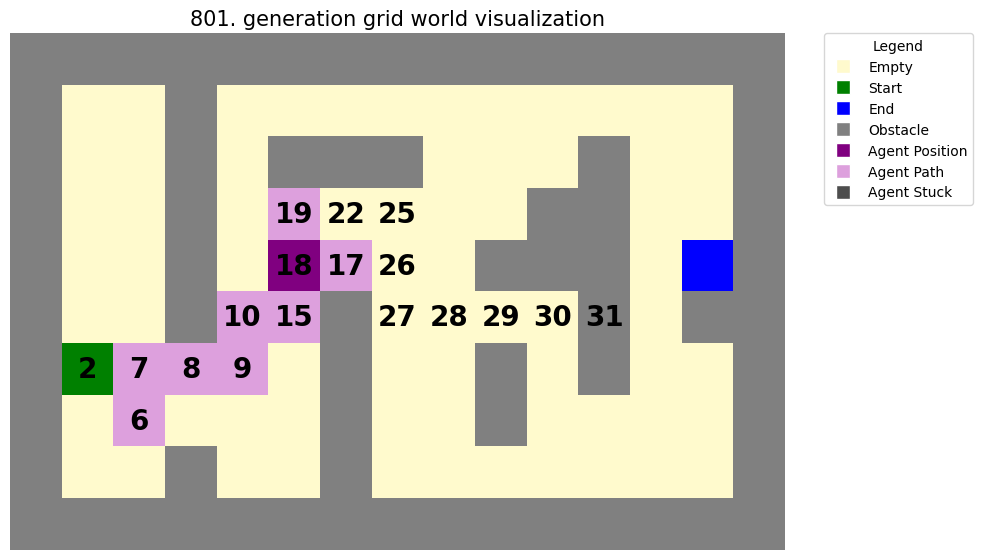 801. generation grid world visualization
Legend
Empty
Start
End
Obstacle
Agent Position
Agent Path
Agent Stuck
19 22 25
18 17 26
10 15 27 28 29 30 31
2 7 8 9
6